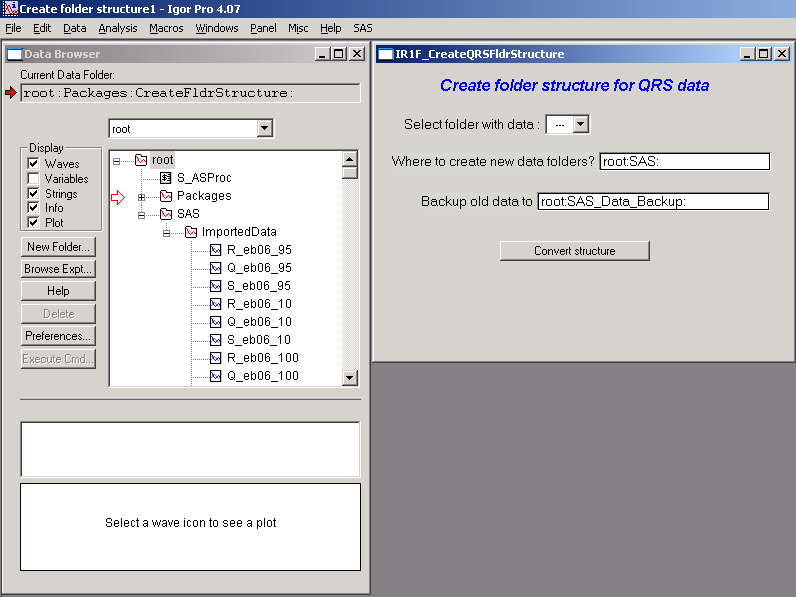 Create folder structure1 - Igor Pro 4.07
File Edit Data Analysis Macros Windows Panel Misc Help SAS
Data Browser
Current Data Folder:
root:Packages:CreateFldrStructure:
root
Display
Waves
Variables
Strings
Info
Plot
New Folder...
Browse Expt...
Help
Delete
Preferences...
Execute Cmd...
root
S_ASProc
Packages
SAS
ImportedData
R_eb06_95
Q_eb06_95
S_eb06_95
R_eb06_10
Q_eb06_10
S_eb06_10
R_eb06_100
Q_eb06_100
Select a wave icon to see a plot
IR1F_CreateQRSFldrStructure
Create folder structure for QRS data
Select folder with data : ---
Where to create new data folders? root:SAS:
Backup old data to root:SAS_Data_Backup:
Convert structure